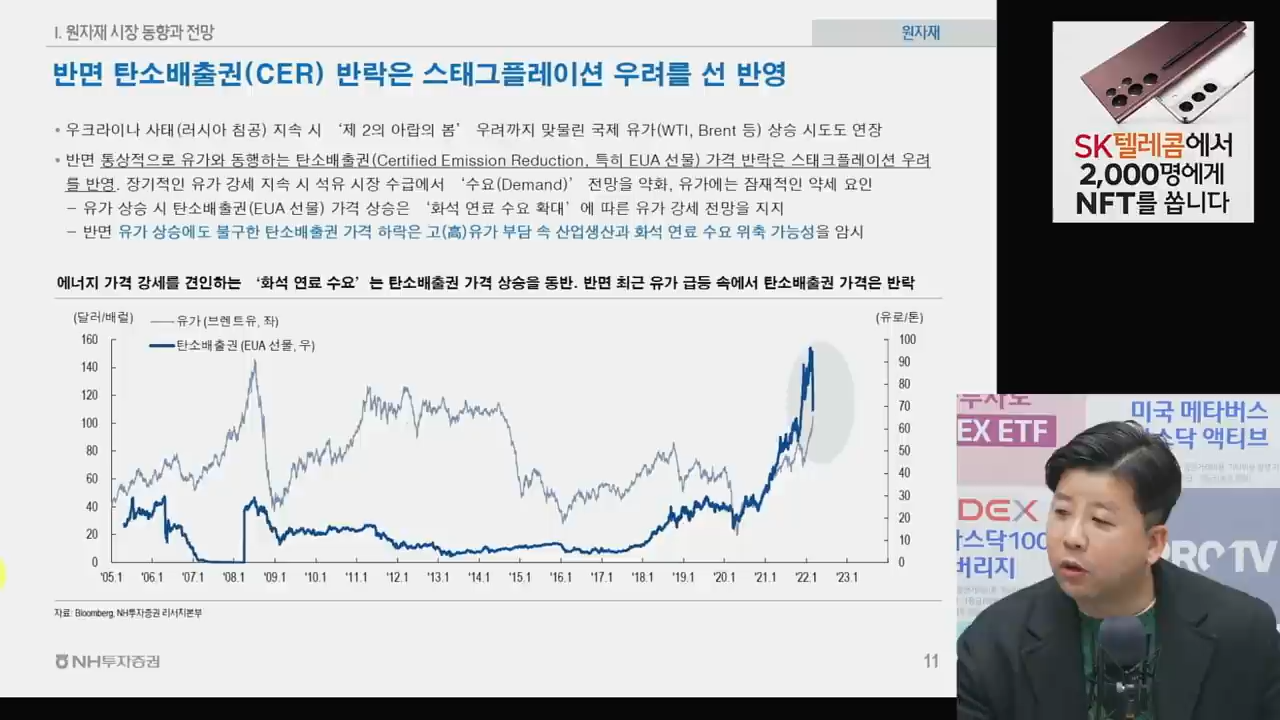 I. 원자재 시장 동향과 전망
원자재
반면 탄소배출권(CER) 반락은 스태그플레이션 우려를 선 반영
• 우크라이나 사태(러시아 침공) 지속 시 ‘제 2의 아랍의 봄’ 우려까지 맞물린 국제 유가(WTI, Brent 등) 상승 시도도 연장
• 반면 통상적으로 유가와 동행하는 탄소배출권(Certified Emission Reduction, 특히 EUA 선물) 가격 반락은 스태크플레이션 우려
를 반영. 장기적인 유가 강세 지속 시 석유 시장 수급에서 ‘수요(Demand)’ 전망을 약화, 유가에는 잠재적인 약세 요인
– 유가 상승 시 탄소배출권(EUA 선물) 가격 상승은 ‘화석 연료 수요 확대’에 따른 유가 강세 전망을 지지
– 반면 유가 상승에도 불구한 탄소배출권 가격 하락은 고(高)유가 부담 속 산업생산과 화석 연료 수요 위축 가능성을 암시
에너지 가격 강세를 견인하는 ‘화석 연료 수요’는 탄소배출권 가격 상승을 동반. 반면 최근 유가 급등 속에서 탄소배출권 가격은 반락
(달러/배럴)
유가 (브렌트유, 좌)
탄소배출권 (EUA 선물, 우)
(유로/톤)
160
140
120
100
80
60
40
20
0
100
90
80
70
60
50
40
30
20
10
0
'05.1 '06.1 '07.1 '08.1 '09.1 '10.1 '11.1 '12.1 '13.1 '14.1 '15.1 '16.1 '17.1 '18.1 '19.1 '20.1 '21.1 '22.1 '23.1
자료: Bloomberg, NH투자증권 리서치본부
NH투자증권
11
SK텔레콤에서
2,000명에게
NFT를 쏩니다
EX ETF
미국 메타버스
액티브
DEX
스닥100
버리지
PRO TV